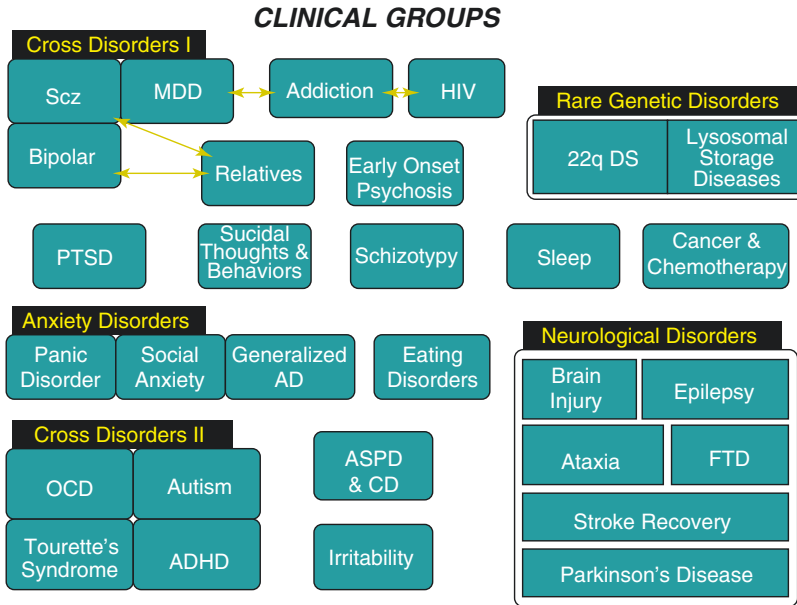 CLINICAL GROUPS
Cross Disorders I
Scz
MDD
Addiction
HIV
Bipolar
Relatives
Early Onset
Psychosis
Rare Genetic Disorders
22q DS
Lysosomal
Storage
Diseases
PTSD
Sucidal
Thoughts &
Behaviors
Schizotypy
Sleep
Cancer &
Chemotherapy
Anxiety Disorders
Panic
Disorder
Social
Anxiety
Generalized
AD
Eating
Disorders
Neurological Disorders
Brain
Injury
Epilepsy
Ataxia
FTD
Stroke Recovery
Parkinson's Disease
Cross Disorders II
OCD
Autism
Tourette's
Syndrome
ADHD
ASPD
& CD
Irritability